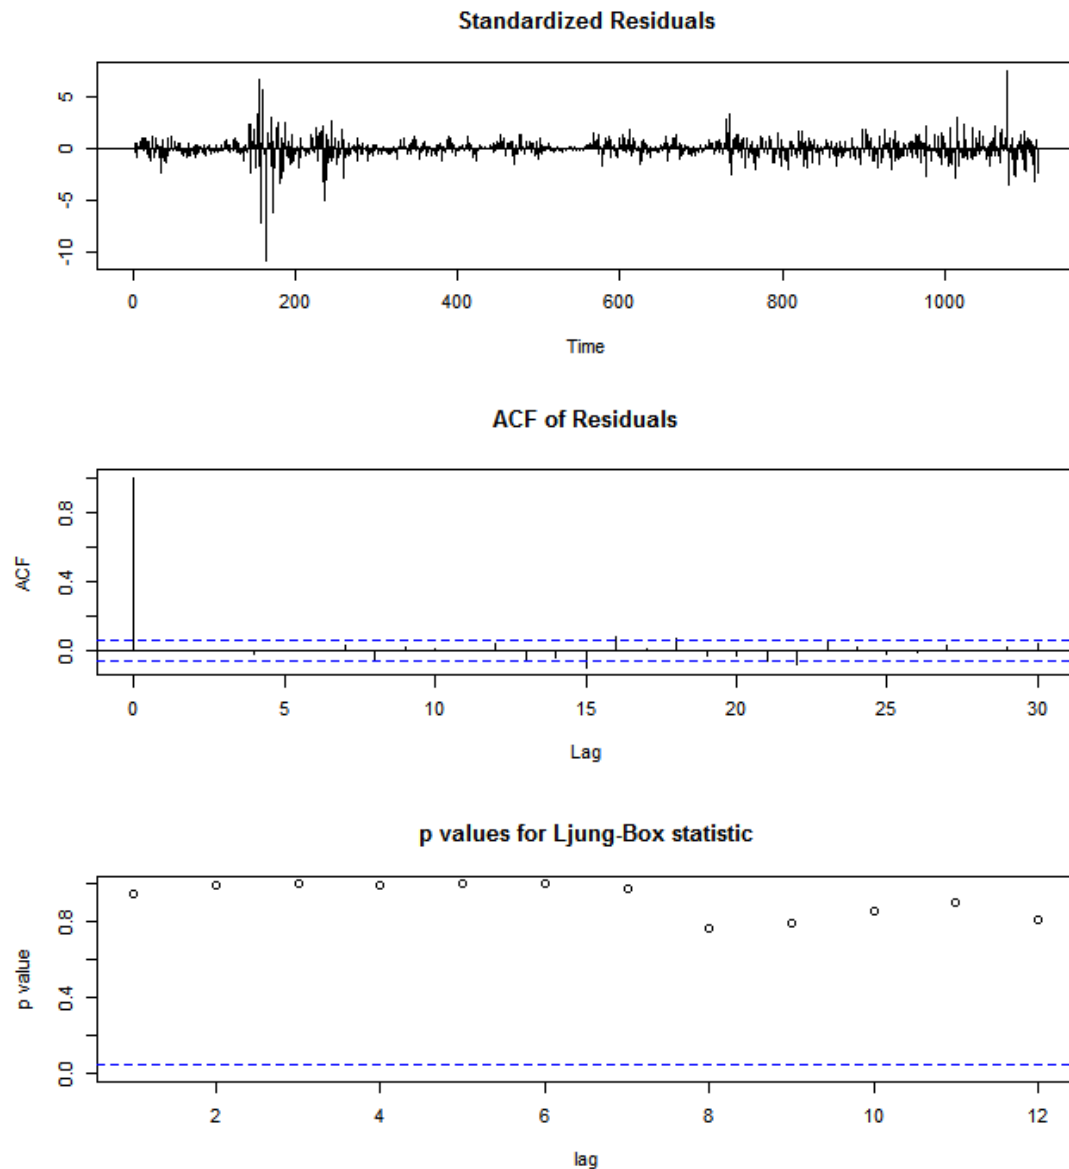 Standardized Residuals
5
0
-5
-10
0 200 400 600 800 1000
Time
ACF of Residuals
ACF
0.8
0.4
0.0
0 5 10 15 20 25 30
Lag
p values for Ljung-Box statistic
p value
0.8
0.4
0.0
2 4 6 8 10 12
lag